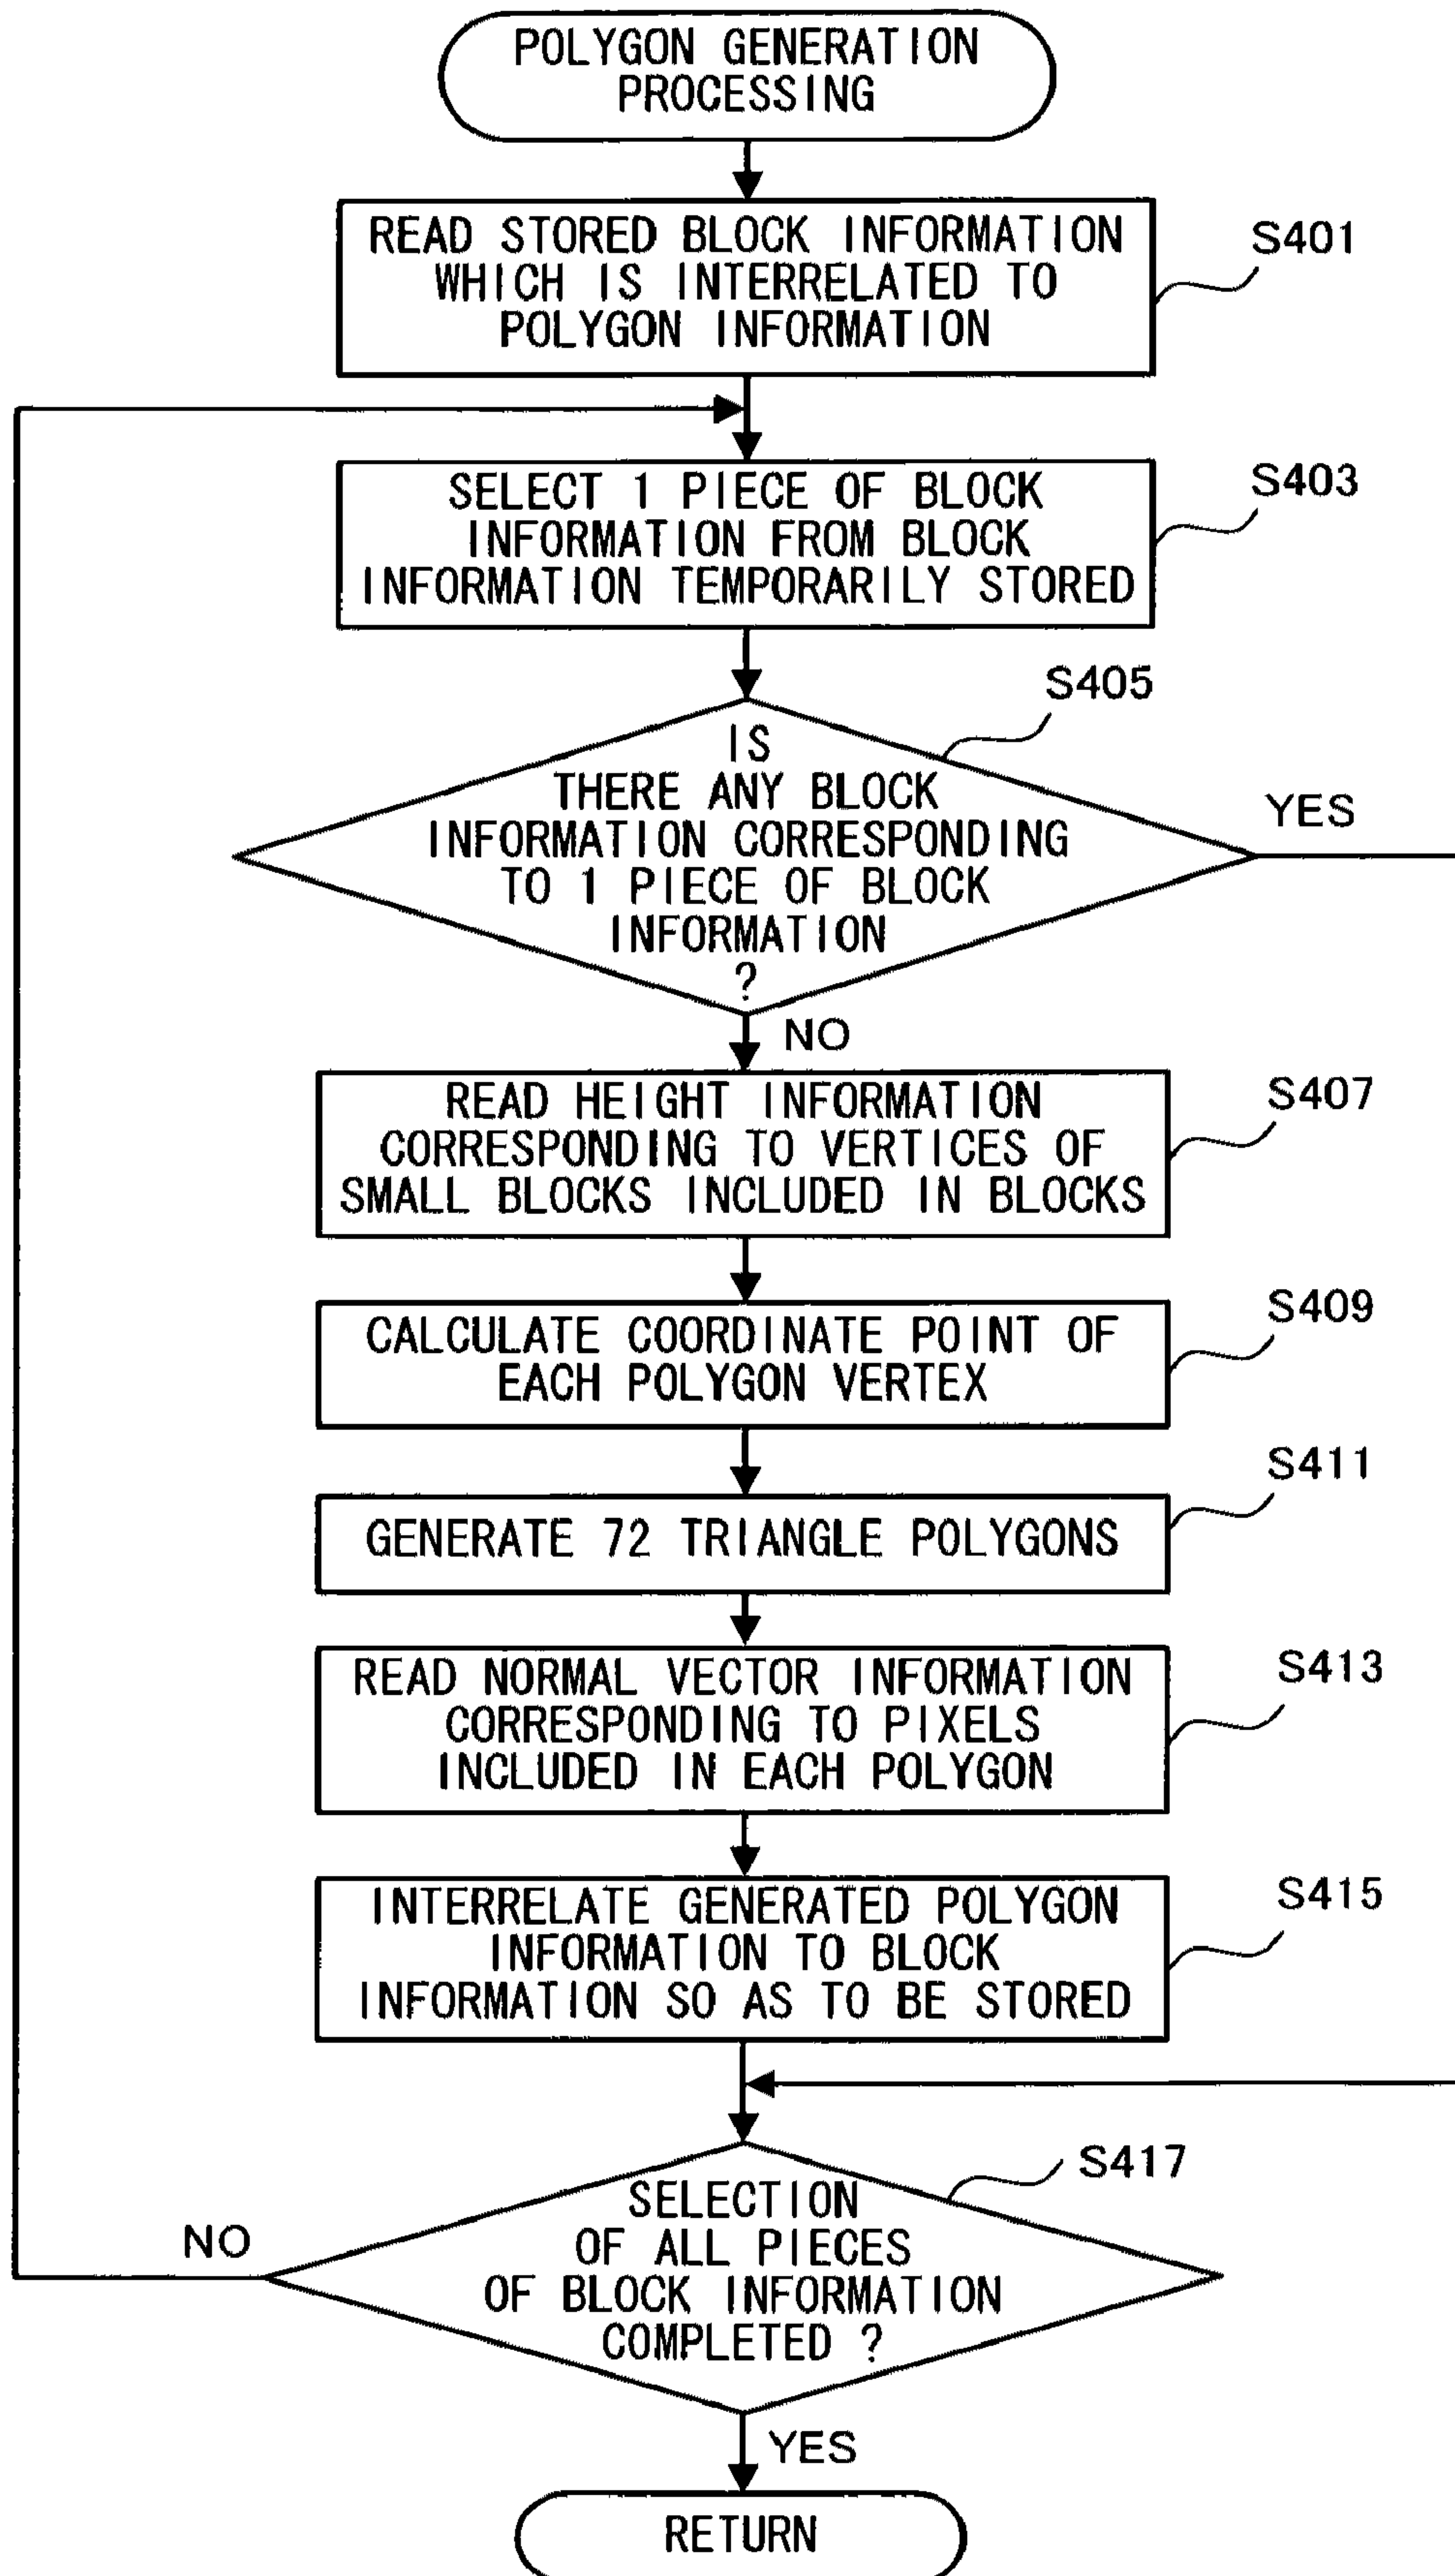 POLYGON GENERATION
PROCESSING
READ STORED BLOCK INFORMATION
WHICH IS INTERRELATED TO
POLYGON INFORMATION
S401
SELECT 1 PIECE OF BLOCK
INFORMATION FROM BLOCK
INFORMATION TEMPORARILY STORED
S403
S405
IS
THERE ANY BLOCK
INFORMATION CORRESPONDING
TO 1 PIECE OF BLOCK
INFORMATION
?
YES
NO
READ HEIGHT INFORMATION
CORRESPONDING TO VERTICES OF
SMALL BLOCKS INCLUDED IN BLOCKS
S407
CALCULATE COORDINATE POINT OF
EACH POLYGON VERTEX
S409
GENERATE 72 TRIANGLE POLYGONS
S411
READ NORMAL VECTOR INFORMATION
CORRESPONDING TO PIXELS
INCLUDED IN EACH POLYGON
S413
INTERRELATE GENERATED POLYGON
INFORMATION TO BLOCK
INFORMATION SO AS TO BE STORED
S415
S417
SELECTION
OF ALL PIECES
OF BLOCK INFORMATION
COMPLETED ?
NO
YES
RETURN